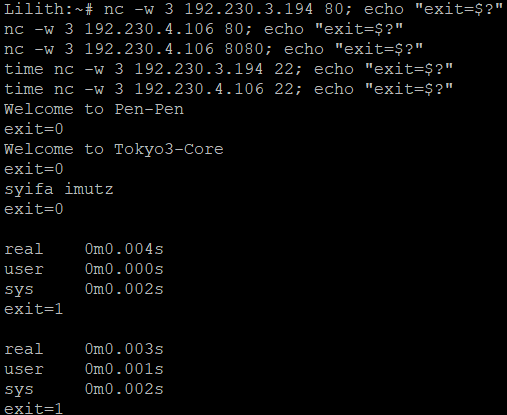 Lilith:~# nc -w 3 192.230.3.194 80; echo "exit=$?"
nc -w 3 192.230.4.106 80; echo "exit=$?"
nc -w 3 192.230.4.106 8080; echo "exit=$?"
time nc -w 3 192.230.3.194 22; echo "exit=$?"
time nc -w 3 192.230.4.106 22; echo "exit=$?"
Welcome to Pen-Pen
exit=0
Welcome to Tokyo3-Core
exit=0
syifa imutz
exit=0
real    0m0.004s
user    0m0.000s
sys     0m0.002s
exit=1
real    0m0.003s
user    0m0.001s
sys     0m0.002s
exit=1